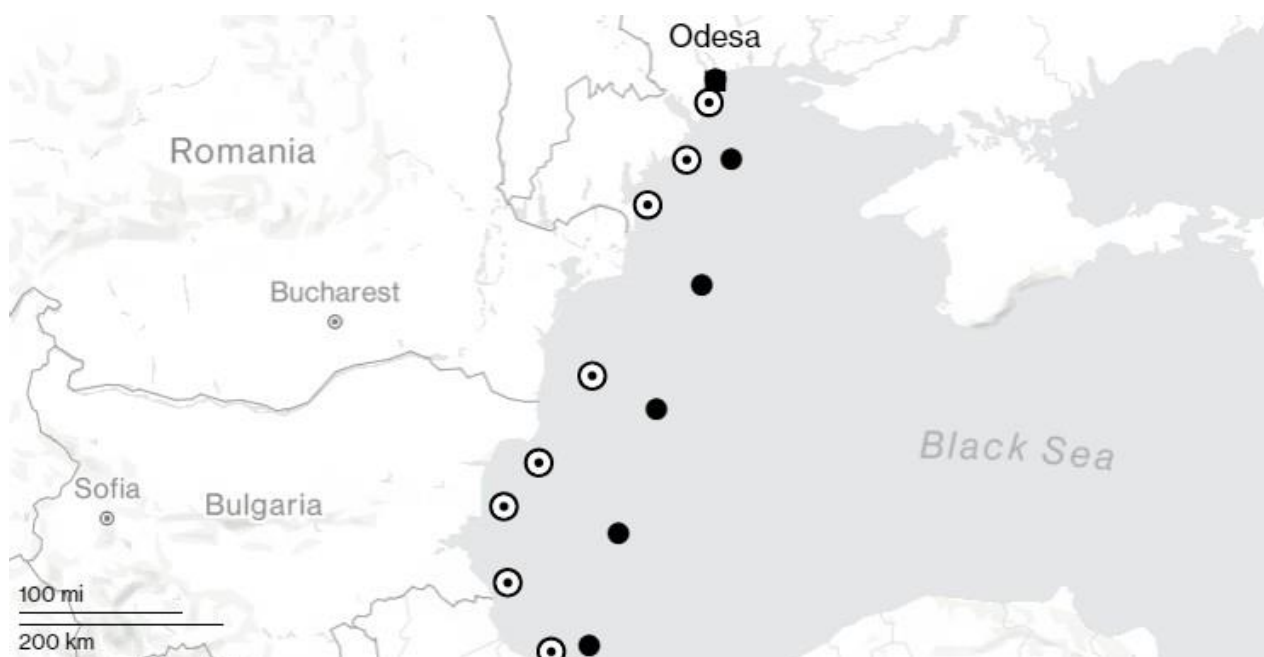 Odesa
Romania
Bucharest
Black Sea
Sofia
Bulgaria
100 mi
200 km